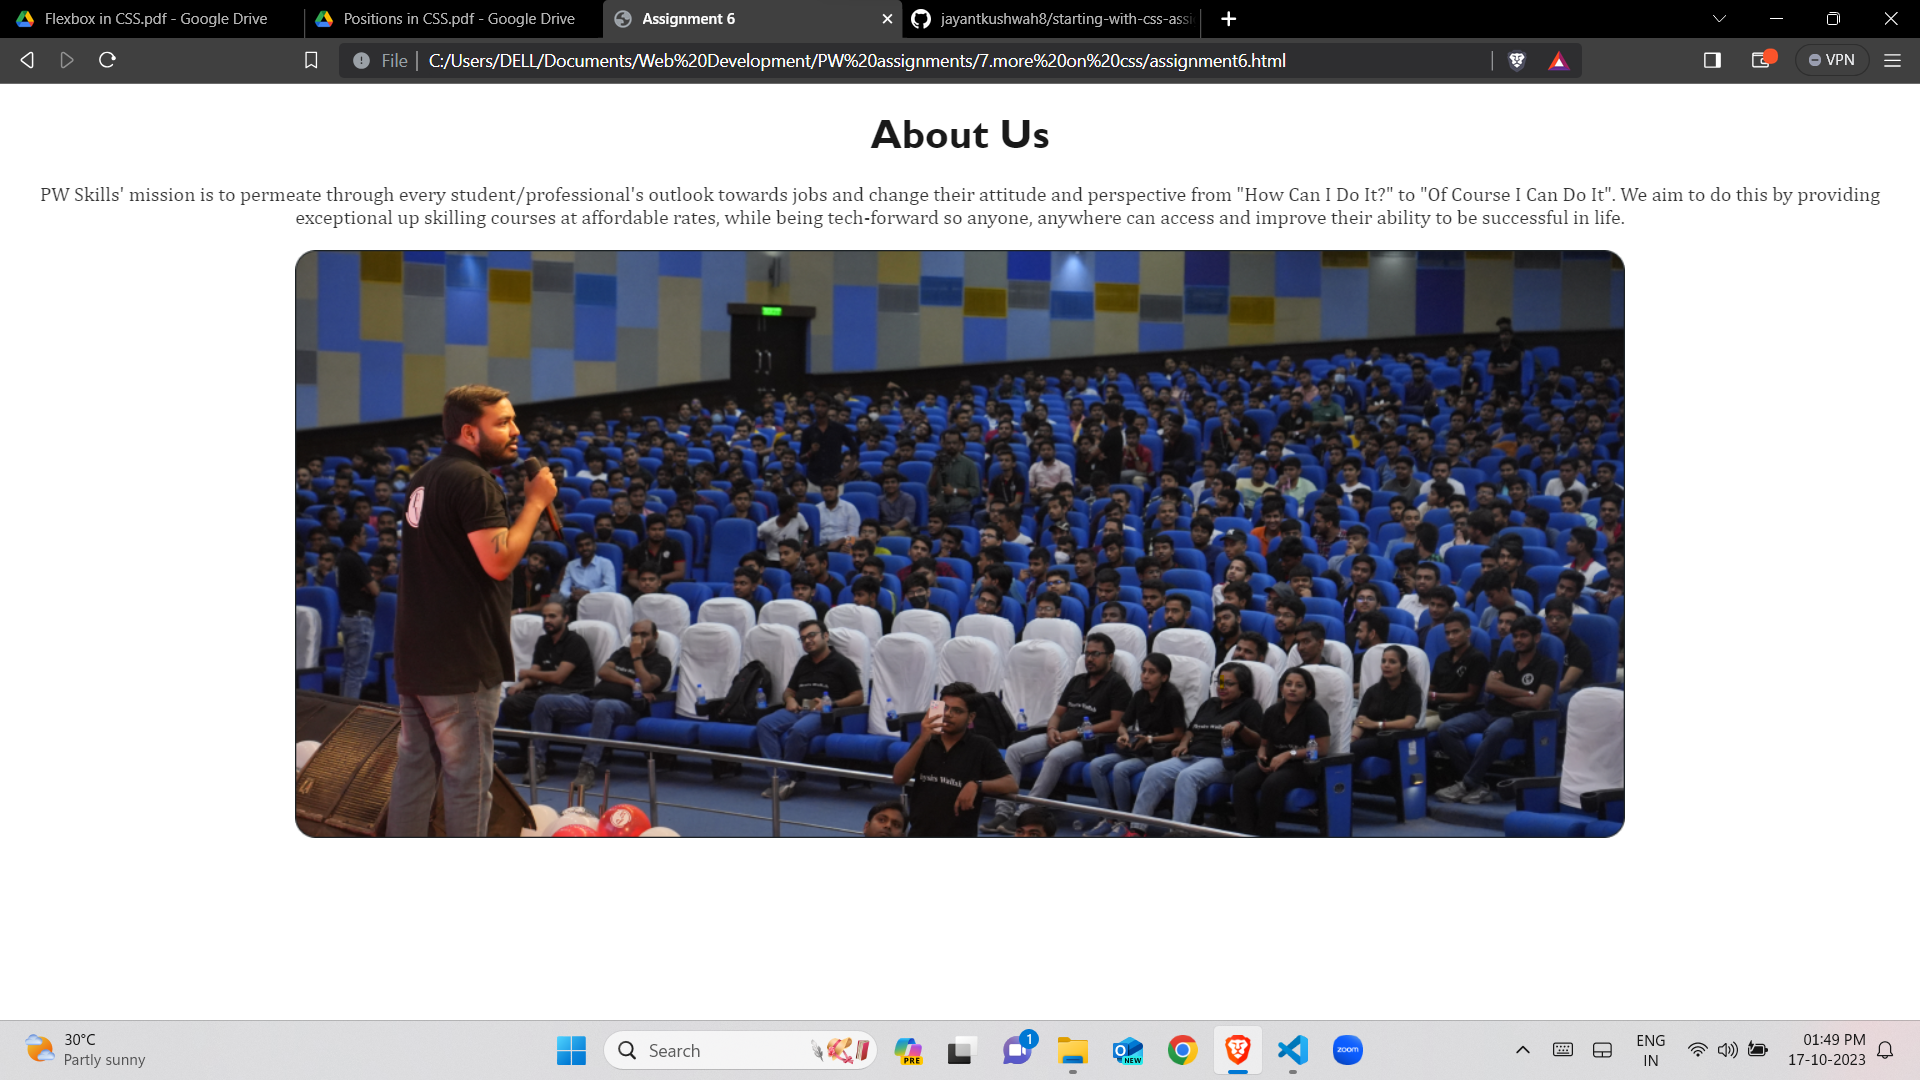 Flexbox in CSS.pdf - Google Drive
Positions in CSS.pdf - Google Drive
Assignment 6
jayantkushwah8/starting-with-css-assi
File
C:/Users/DELL/Documents/Web%20Development/PW%20assignments/7.more%20on%20css/assignment6.html
VPN
About Us
PW Skills' mission is to permeate through every student/professional's outlook towards jobs and change their attitude and perspective from "How Can I Do It?" to "Of Course I Can Do It". We aim to do this by providing
exceptional up skilling courses at affordable rates, while being tech-forward so anyone, anywhere can access and improve their ability to be successful in life.
30°C
Partly sunny
Search
PRE
1
NEW
zoom
ENG
IN
01:49 PM
17-10-2023